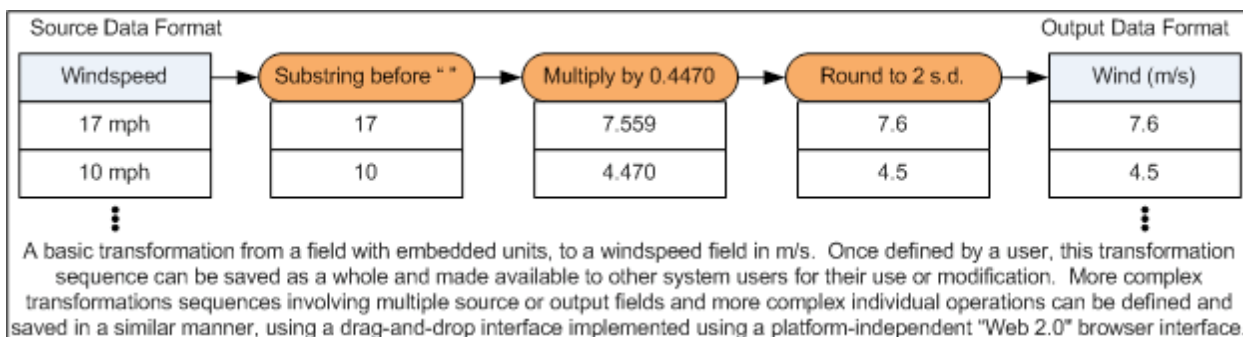 Source Data Format Output Data Format
Windspeed Substring before “ ” Multiply by 0.4470 Round to 2 s.d. Wind (m/s)
17 mph 17 7.559 7.6 7.6
10 mph 10 4.470 4.5 4.5
A basic transformation from a field with embedded units, to a windspeed field in m/s. Once defined by a user, this transformation
sequence can be saved as a whole and made available to other system users for their use or modification. More complex
transformations sequences involving multiple source or output fields and more complex individual operations can be defined and
saved in a similar manner, using a drag-and-drop interface implemented using a platform-independent "Web 2.0" browser interface.